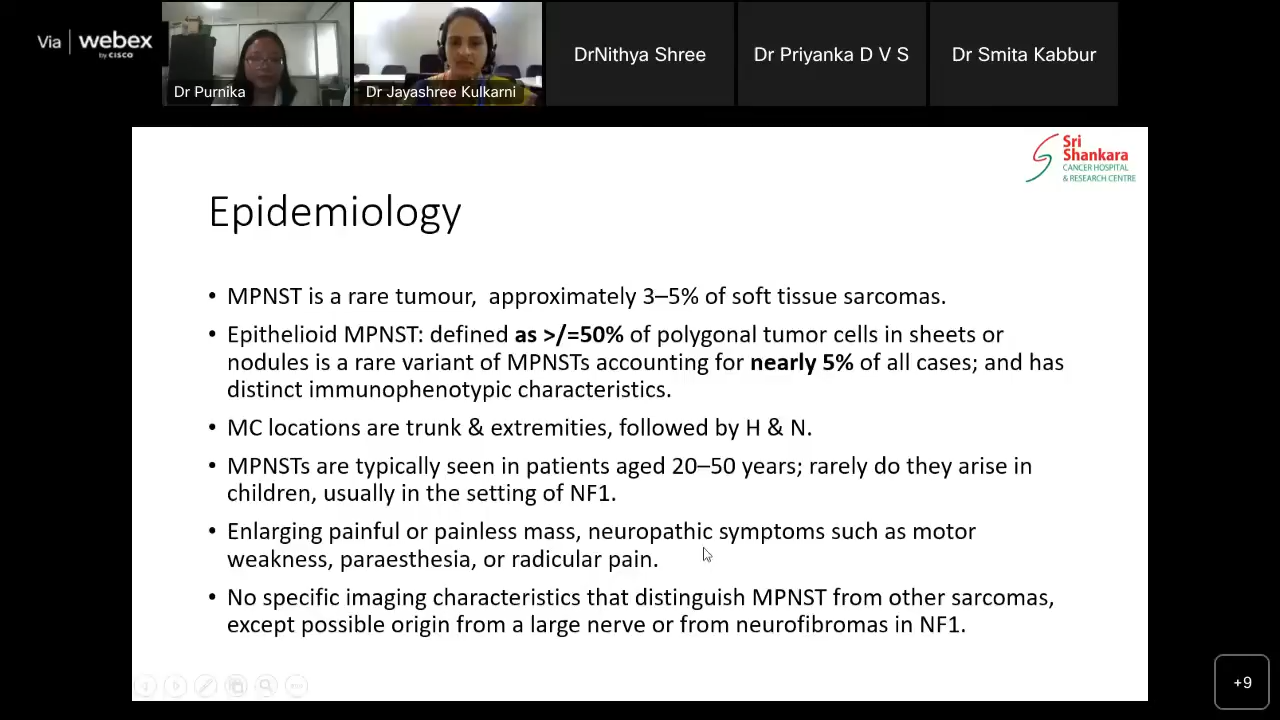 Via webex
by CISCO
Dr Purnika
Dr Jayashree Kulkarni
DrNithya Shree
Dr Priyanka D V S
Dr Smita Kabbur
Sri
Shankara
CANCER HOSPITAL
& RESEARCH CENTRE
Epidemiology
• MPNST is a rare tumour,  approximately 3–5% of soft tissue sarcomas.
• Epithelioid MPNST: defined as >/=50% of polygonal tumor cells in sheets or
nodules is a rare variant of MPNSTs accounting for nearly 5% of all cases; and has
distinct immunophenotypic characteristics.
• MC locations are trunk & extremities, followed by H & N.
• MPNSTs are typically seen in patients aged 20–50 years; rarely do they arise in
children, usually in the setting of NF1.
• Enlarging painful or painless mass, neuropathic symptoms such as motor
weakness, paraesthesia, or radicular pain.
• No specific imaging characteristics that distinguish MPNST from other sarcomas,
except possible origin from a large nerve or from neurofibromas in NF1.
+9